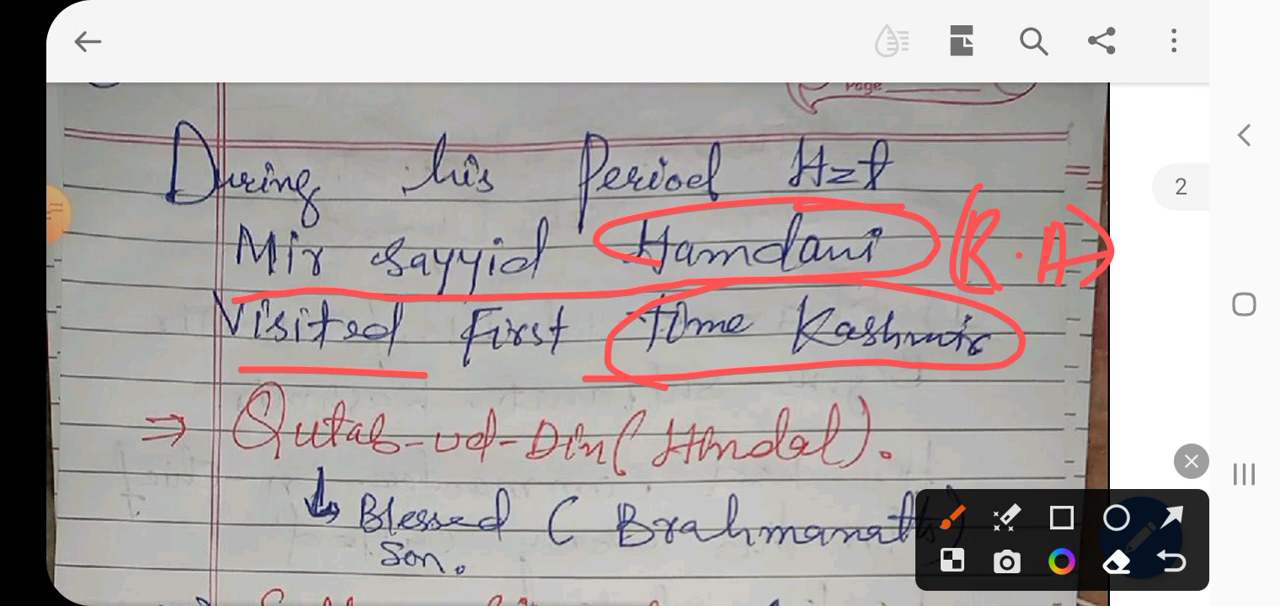 Page
2
During his Period Hzt
Mir Sayyid Hamdani (R.A)
Visited First time Kashmir
⇒ Qutab-ud-Din (Hindal).
↳ Blessed ( Brahmanath)
Son.